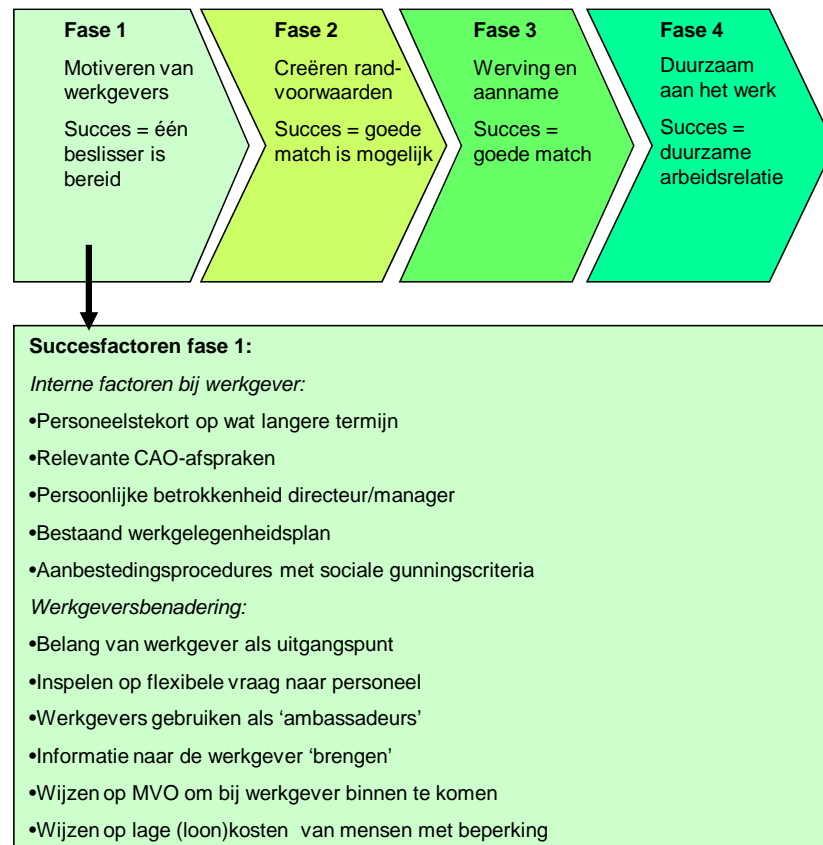 Fase 1
Motiveren van
werkgevers
Succes = één
beslisser is
bereid
Fase 2
Creëren rand-
voorwaarden
Succes = goede
match is mogelijk
Fase 3
Werving en
aanname
Succes =
goede match
Fase 4
Duurzaam
aan het werk
Succes =
duurzame
arbeidsrelatie
Succesfactoren fase 1:
Interne factoren bij werkgever:
•Personeelstekort op wat langere termijn
•Relevante CAO-afspraken
•Persoonlijke betrokkenheid directeur/manager
•Bestaand werkgelegenheidsplan
•Aanbestedingsprocedures met sociale gunningscriteria
Werkgeversbenadering:
•Belang van werkgever als uitgangspunt
•Inspelen op flexibele vraag naar personeel
•Werkgevers gebruiken als ‘ambassadeurs’
•Informatie naar de werkgever ‘brengen’
•Wijzen op MVO om bij werkgever binnen te komen
•Wijzen op lage (loon)kosten van mensen met beperking